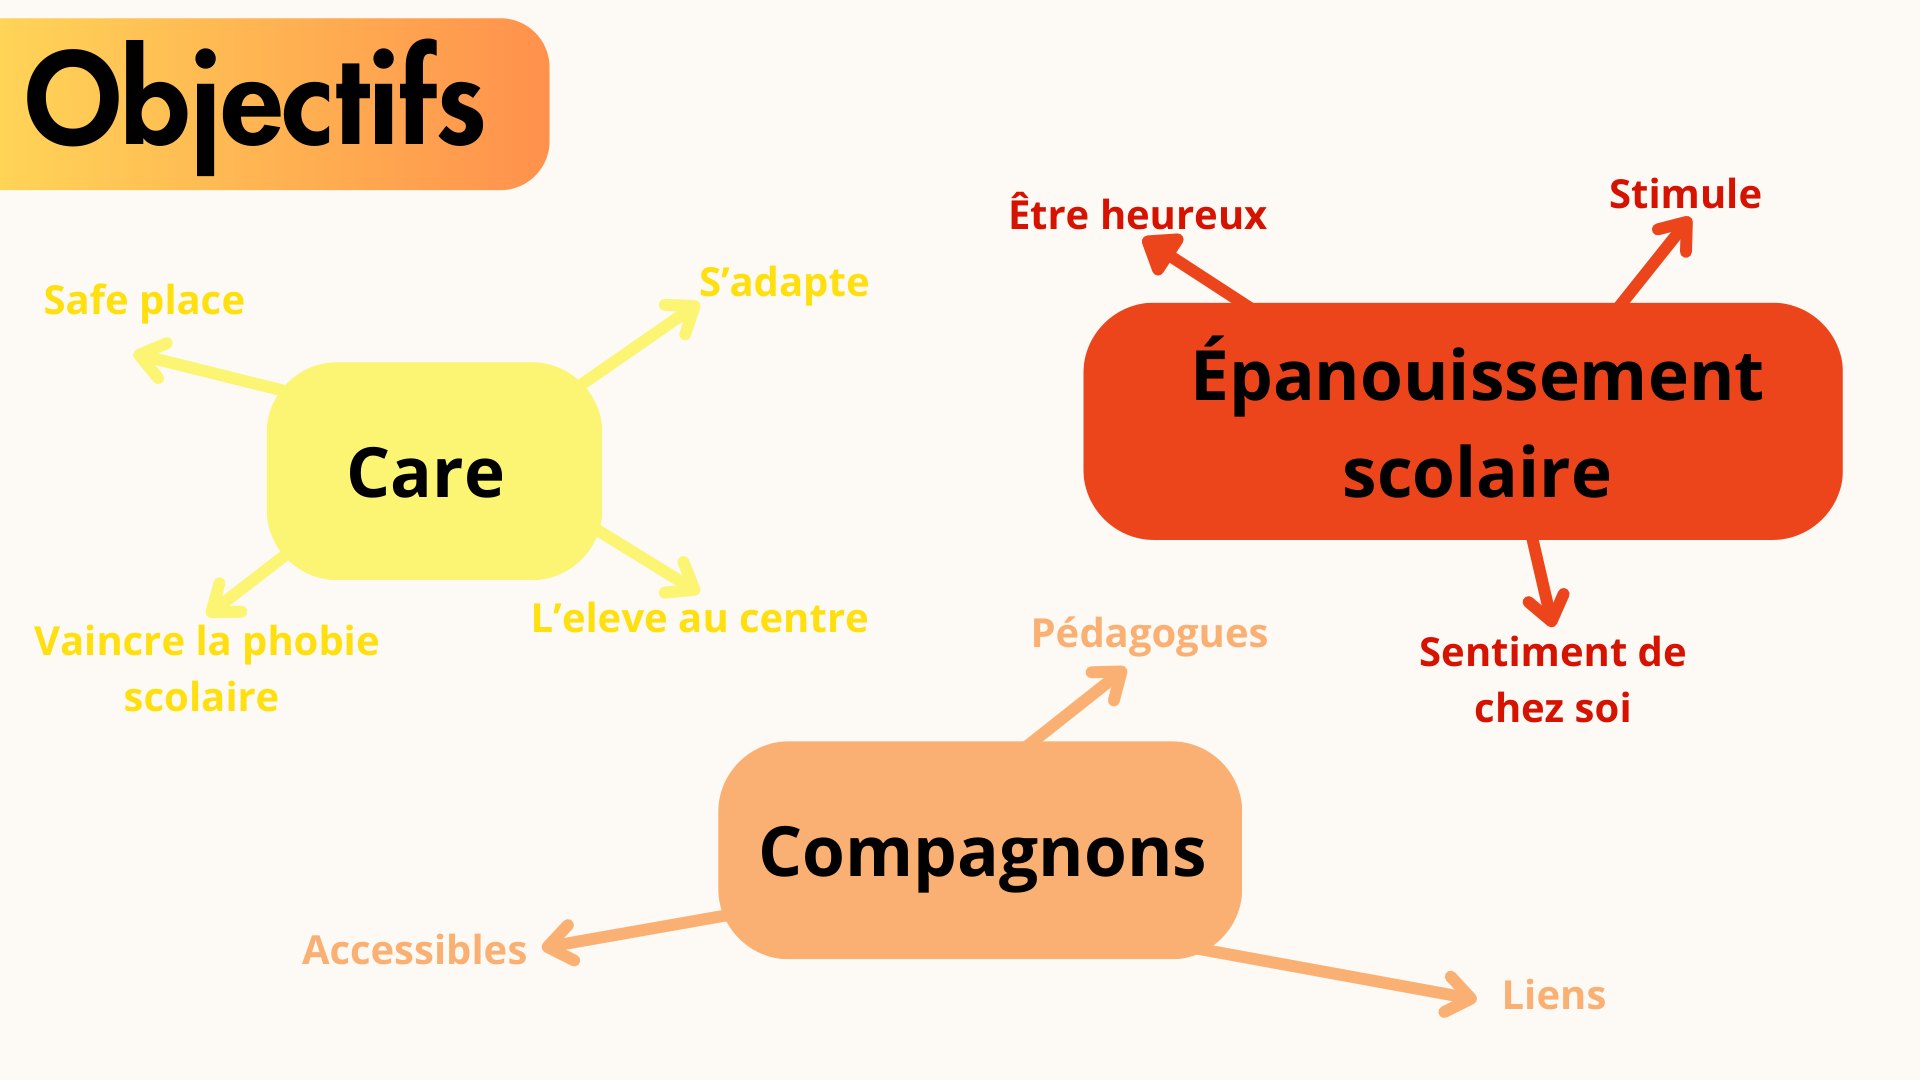 Objectifs
Safe place
S’adapte
Care
Vaincre la phobie
scolaire
L’eleve au centre
Être heureux
Stimule
Épanouissement
scolaire
Sentiment de
chez soi
Pédagogues
Compagnons
Accessibles
Liens